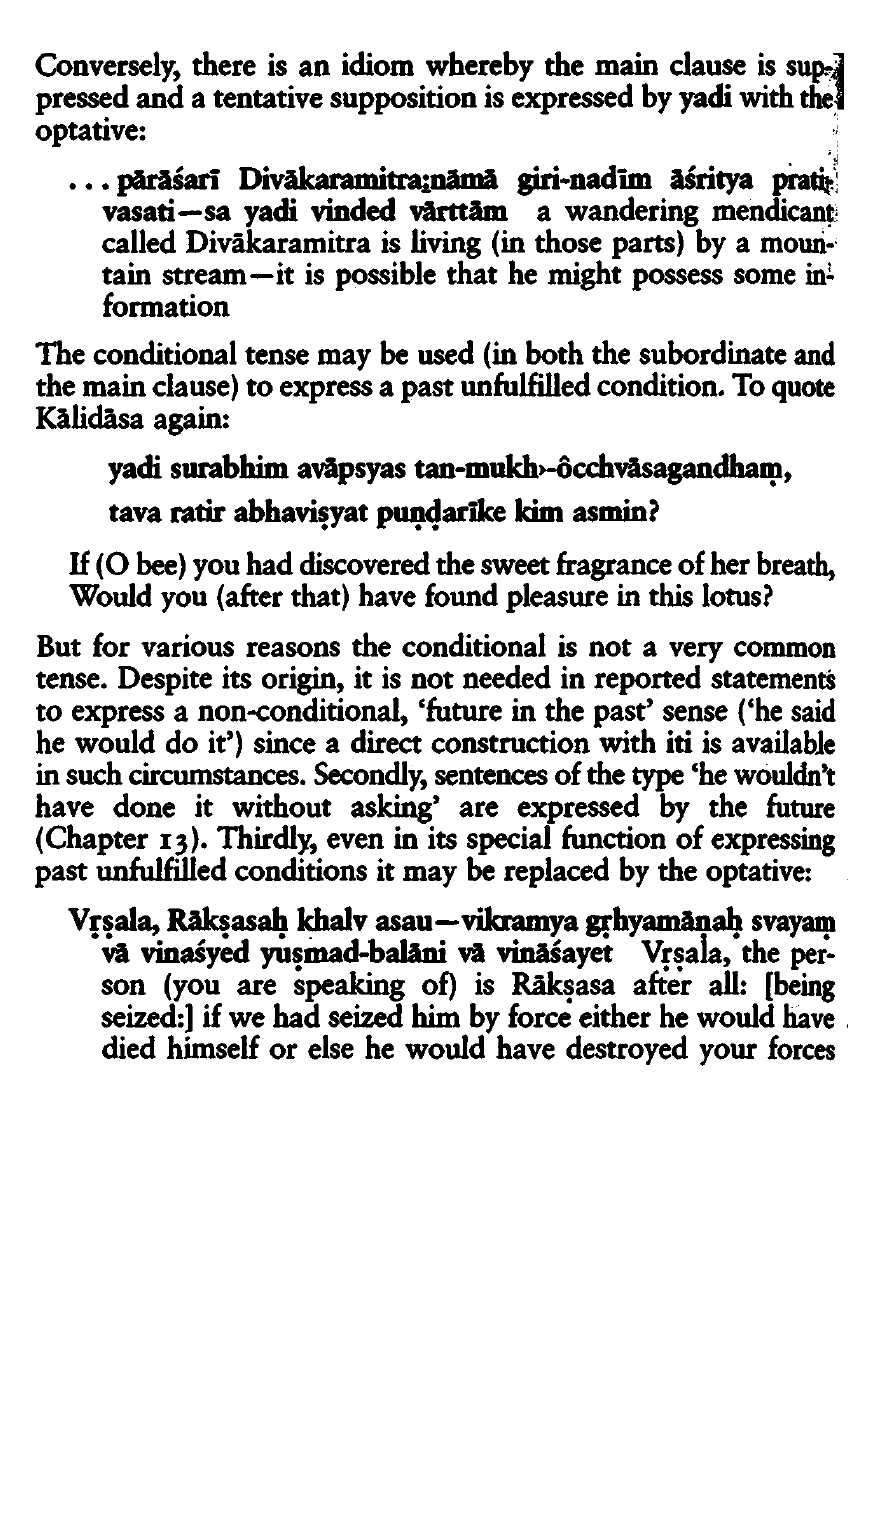 Conversely, there is an idiom whereby the main clause is sup-
pressed and a tentative supposition is expressed by yadi with the
optative:
. . . pārāśarī Divākaramitra‿nāmā giri-nadīm āśritya prati-
vasati—sa yadi vinded vārttām a wandering mendicant
called Divākaramitra is living (in those parts) by a moun-
tain stream—it is possible that he might possess some in-
formation
The conditional tense may be used (in both the subordinate and
the main clause) to express a past unfulfilled condition. To quote
Kālidāsa again:
yadi surabhim avāpsyas tan-mukh›-ôcchvāsagandhaṃ,
tava ratir abhaviṣyat puṇḍarīke kim asmin?
If (O bee) you had discovered the sweet fragrance of her breath,
Would you (after that) have found pleasure in this lotus?
But for various reasons the conditional is not a very common
tense. Despite its origin, it is not needed in reported statements
to express a non-conditional, ‘future in the past’ sense (‘he said
he would do it’) since a direct construction with iti is available
in such circumstances. Secondly, sentences of the type ‘he wouldn’t
have done it without asking’ are expressed by the future
(Chapter 13). Thirdly, even in its special function of expressing
past unfulfilled conditions it may be replaced by the optative:
Vṛṣala, Rākṣasaḥ khalv asau—vikramya gṛhyamāṇaḥ svayaṃ
vā vinaśyed yuṣmad-balāni vā vināśayet Vṛṣala, the per-
son (you are speaking of) is Rākṣasa after all: [being
seized:] if we had seized him by force either he would have
died himself or else he would have destroyed your forces